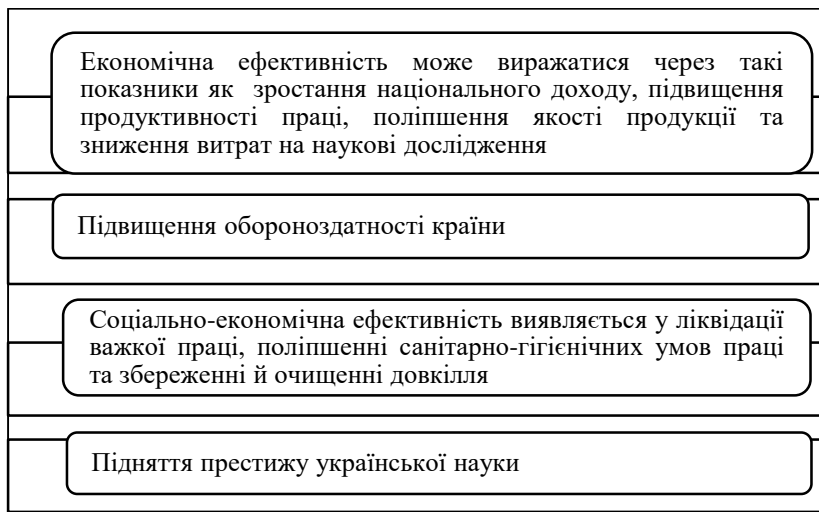 Економічна ефективність може виражатися через такі
показники як зростання національного доходу, підвищення
продуктивності праці, поліпшення якості продукції та
зниження витрат на наукові дослідження
Підвищення обороноздатності країни
Соціально-економічна ефективність виявляється у ліквідації
важкої праці, поліпшенні санітарно-гігієнічних умов праці
та збереженні й очищенні довкілля
Підняття престижу української науки